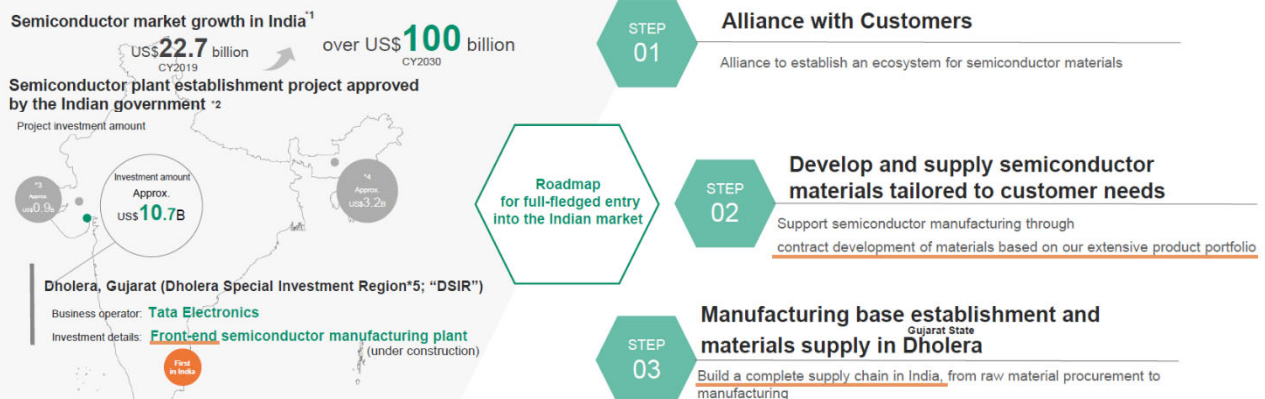 Semiconductor market growth in India*1
US$22.7 billion
CY2019
over US$100 billion
CY2030
Semiconductor plant establishment project approved
by the Indian government *2
Project investment amount
*3
Approx.
US$0.9B
Investment amount
Approx.
US$10.7B
*4
Approx.
US$3.2B
Dholera, Gujarat (Dholera Special Investment Region*5; “DSIR”)
Business operator: Tata Electronics
Investment details: Front-end semiconductor manufacturing plant
(under construction)
First
in India
Roadmap
for full-fledged entry
into the Indian market
STEP
01
Alliance with Customers
Alliance to establish an ecosystem for semiconductor materials
STEP
02
Develop and supply semiconductor
materials tailored to customer needs
Support semiconductor manufacturing through
contract development of materials based on our extensive product portfolio
STEP
03
Manufacturing base establishment and
Gujarat State
materials supply in Dholera
Build a complete supply chain in India, from raw material procurement to
manufacturing